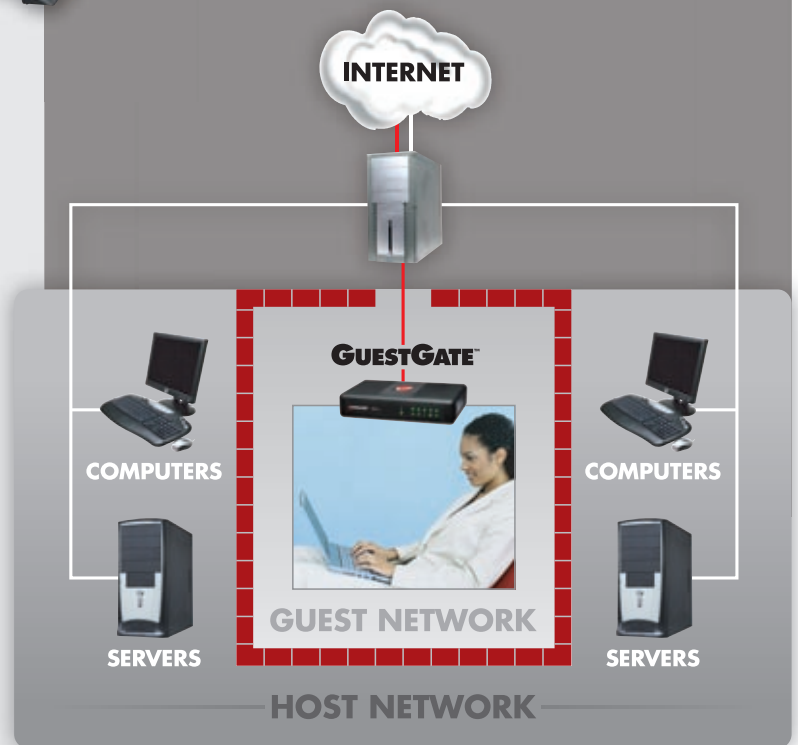 INTERNET
GUESTGATE™
COMPUTERS
COMPUTERS
GUEST NETWORK
SERVERS
SERVERS
HOST NETWORK